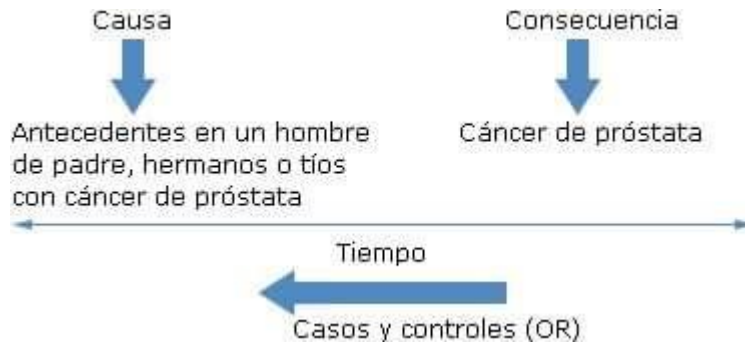 Causa
Consecuencia
Antecedentes en un hombre
de padre, hermanos o tíos
con cáncer de próstata
Cáncer de próstata
Tiempo
Casos y controles (OR)